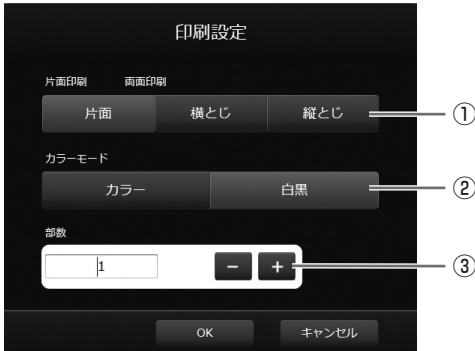 印刷設定
片面印刷 両面印刷
片面 横とじ 縦とじ ①
カラーモード
カラー 白黒 ②
部数
1 − + ③
OK キャンセル